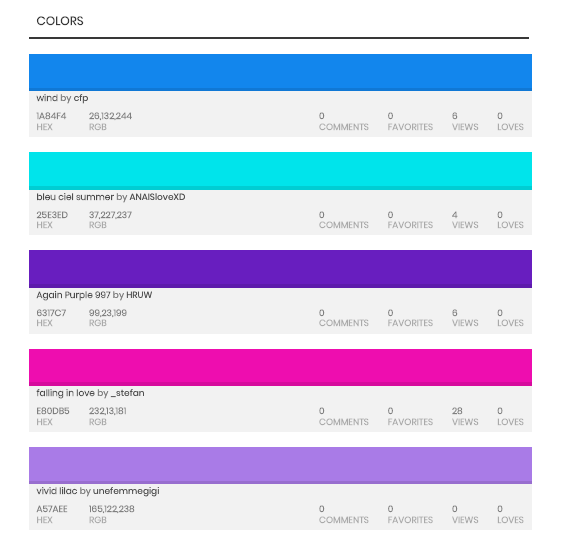 COLORS
wind by cfp
1A84F4 26,132,244 0 0 6 0
HEX RGB COMMENTS FAVORITES VIEWS LOVES
bleu ciel summer by ANAISloveXD
25E3ED 37,227,237 0 0 4 0
HEX RGB COMMENTS FAVORITES VIEWS LOVES
Again Purple 997 by HRUW
6317C7 99,23,199 0 0 6 0
HEX RGB COMMENTS FAVORITES VIEWS LOVES
falling in love by _stefan
E80DB5 232,13,181 0 0 28 0
HEX RGB COMMENTS FAVORITES VIEWS LOVES
vivid lilac by unefemmegigi
A57AEE 165,122,238 0 0 0 0
HEX RGB COMMENTS FAVORITES VIEWS LOVES